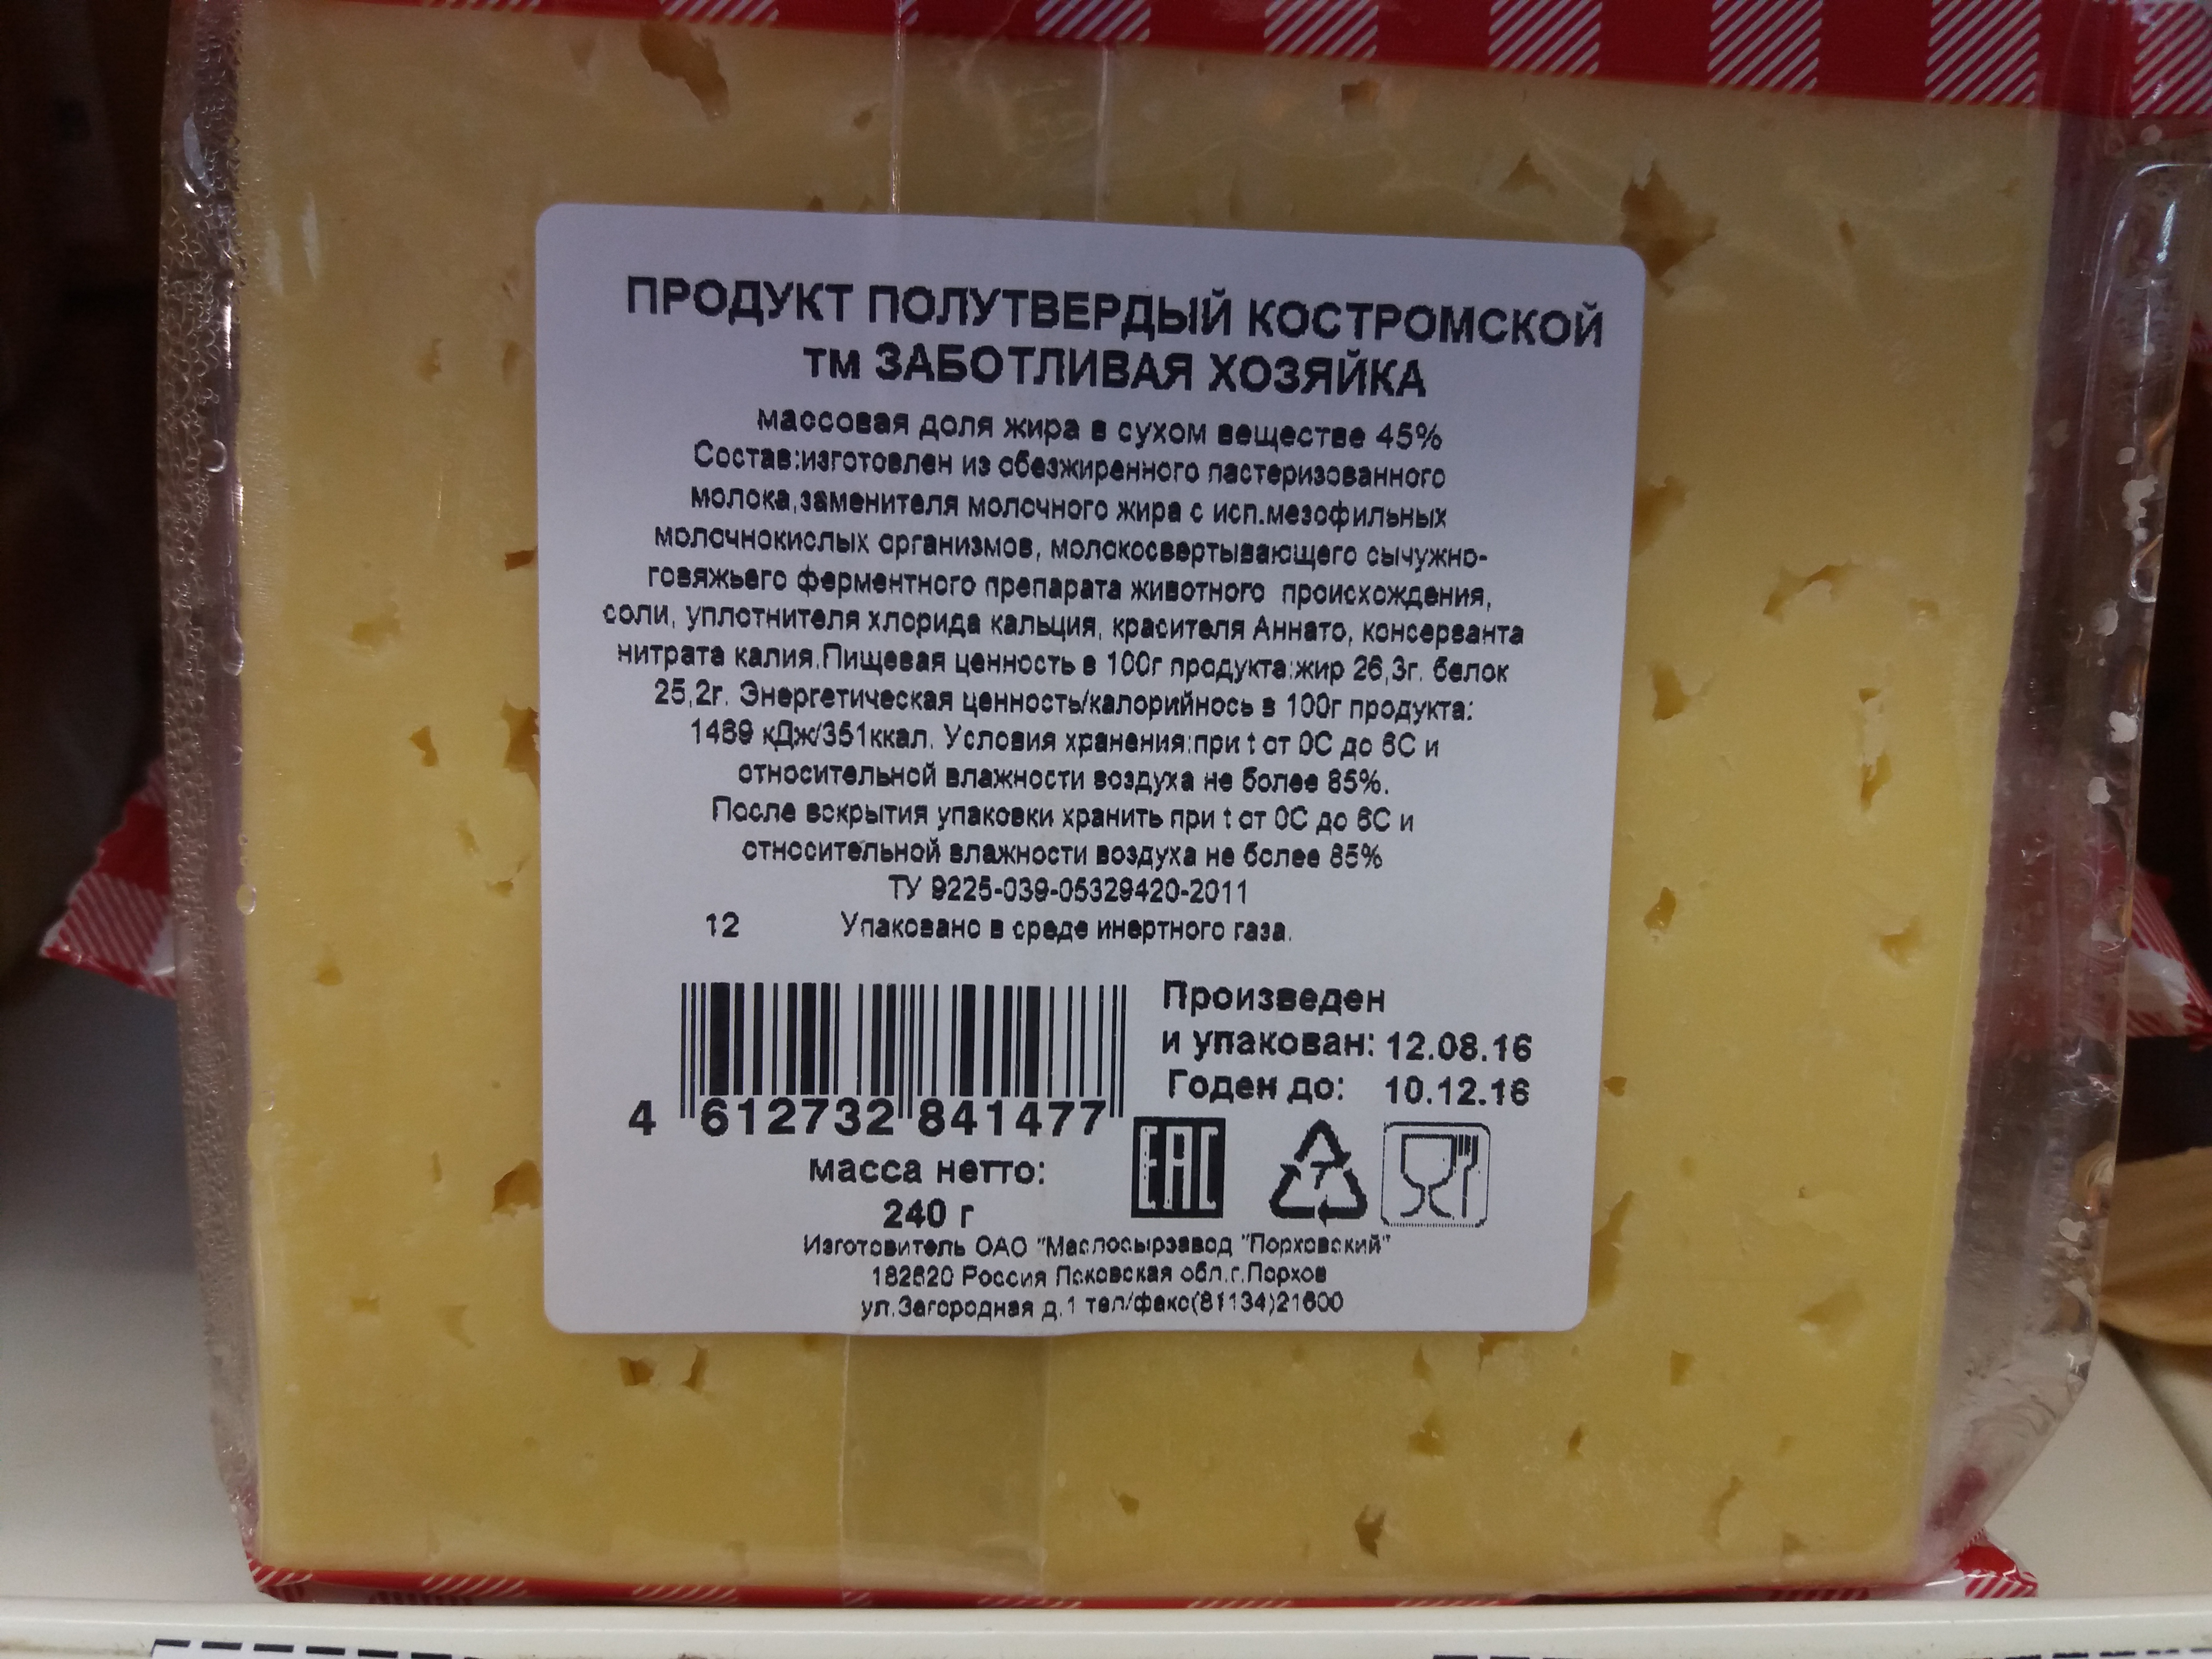 ПРОДУКТ ПОЛУТВЕРДЫЙ КОСТРОМСКОЙ
тм ЗАБОТЛИВАЯ ХОЗЯЙКА
массовая доля жира в сухом веществе 45%
Состав:изготовлен из обезжиренного пастеризованного
молока,заменителя молочного жира с исп.мезофильных
молочнокислых организмов, молокосвертывающего сычужно-
говяжьего ферментного препарата животного происхождения,
соли, уплотнителя хлорида кальция, красителя Аннато, консерванта
нитрата калия.Пищевая ценность в 100г продукта:жир 26,3г. белок
25,2г. Энергетическая ценность/калорийнось в 100г продукта:
1469 кДж/351ккал. Условия хранения:при t от 0С до 6С и
относительной влажности воздуха не более 85%.
После вскрытия упаковки хранить при t от 0С до 6С и
относительной влажности воздуха не более 85%
ТУ 9225-039-05329420-2011
12 Упаковано в среде инертного газа.
Произведен
и упакован: 12.08.16
Годен до: 10.12.16
4 612732 841477
EAC 7
масса нетто:
240 г
Изготовитель ОАО "Маслосырзавод "Порховский"
182620 Россия Псковская обл.г.Порхов
ул.Загородная д.1 тел/факс(81134)21600